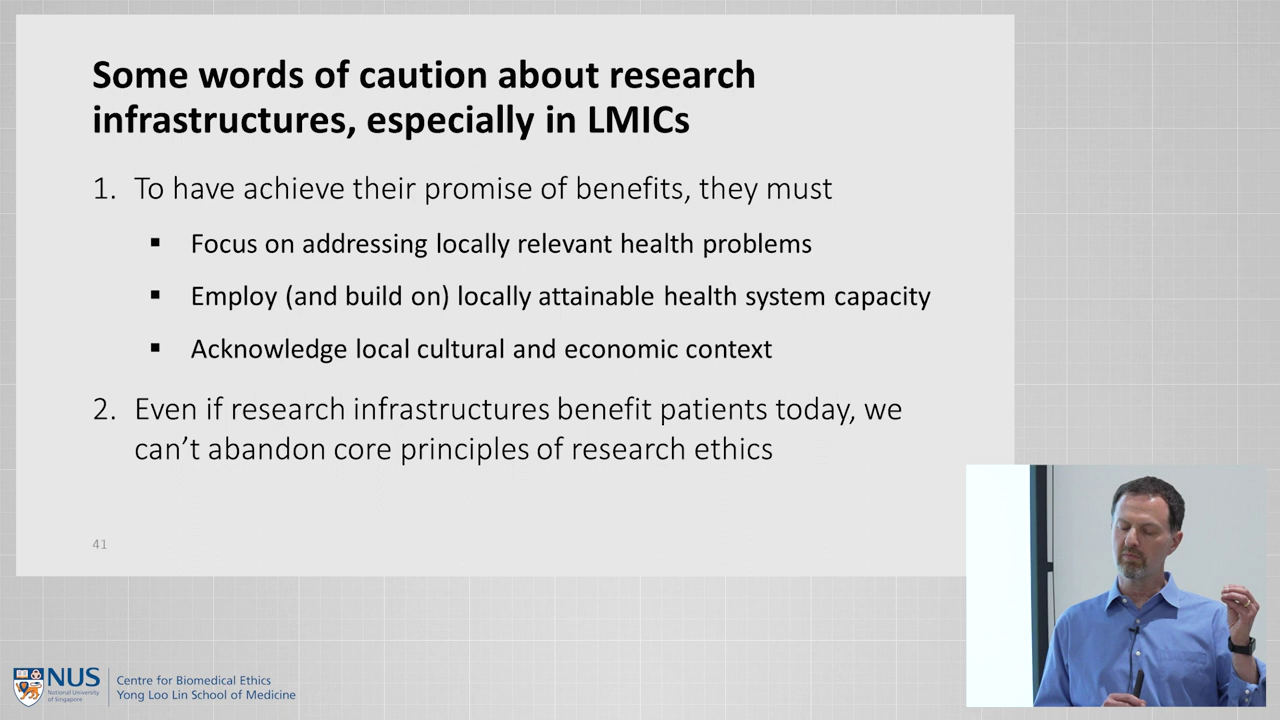 Some words of caution about research
infrastructures, especially in LMICs
1. To have achieve their promise of benefits, they must
▪ Focus on addressing locally relevant health problems
▪ Employ (and build on) locally attainable health system capacity
▪ Acknowledge local cultural and economic context
2. Even if research infrastructures benefit patients today, we
can't abandon core principles of research ethics
41
NUS
National University
of Singapore
Centre for Biomedical Ethics
Yong Loo Lin School of Medicine